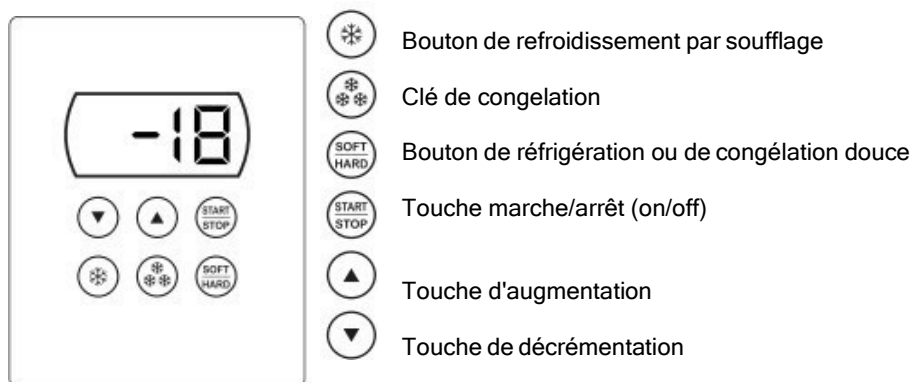 -18
START
STOP
SOFT
HARD
Bouton de refroidissement par soufflage
Clé de congelation
SOFT
HARD
Bouton de réfrigération ou de congélation douce
START
STOP
Touche marche/arrêt (on/off)
Touche d'augmentation
Touche de décrémentation